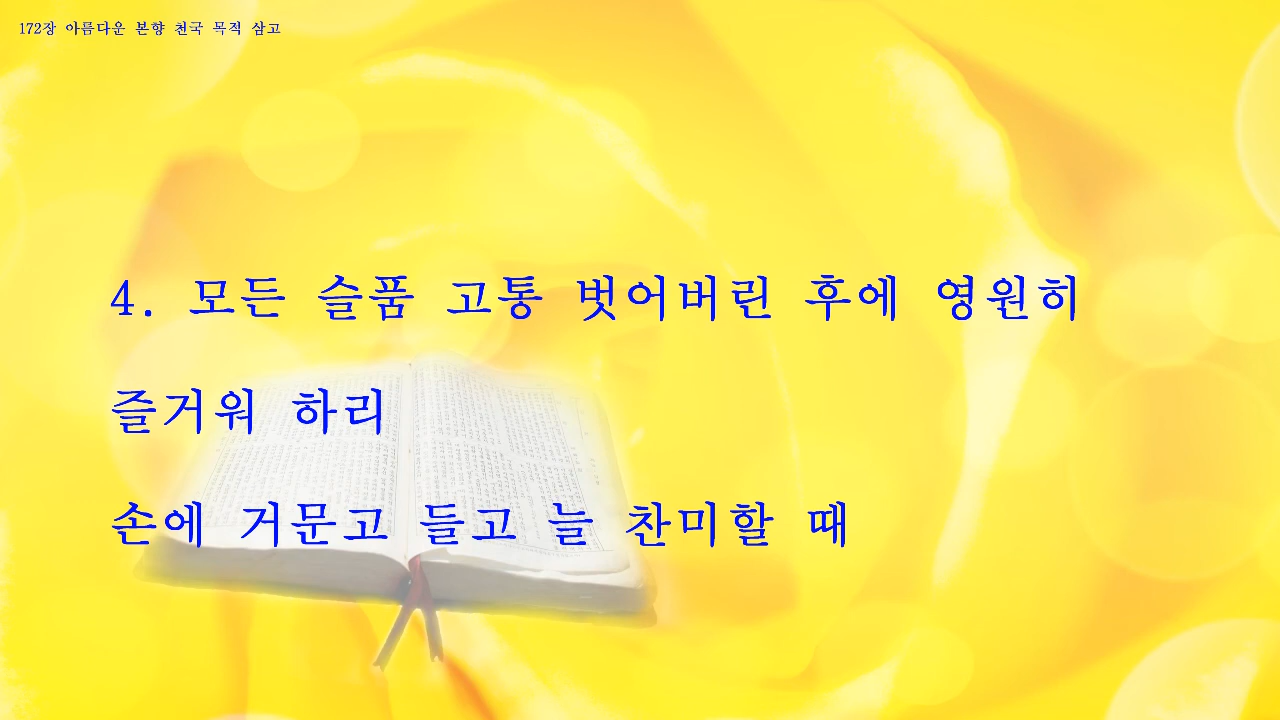 172장 아름다운 본향 천국 목적 삼고
4. 모든 슬픔 고통 벗어버린 후에 영원히
즐거워 하리
손에 거문고 들고 늘 찬미할 때